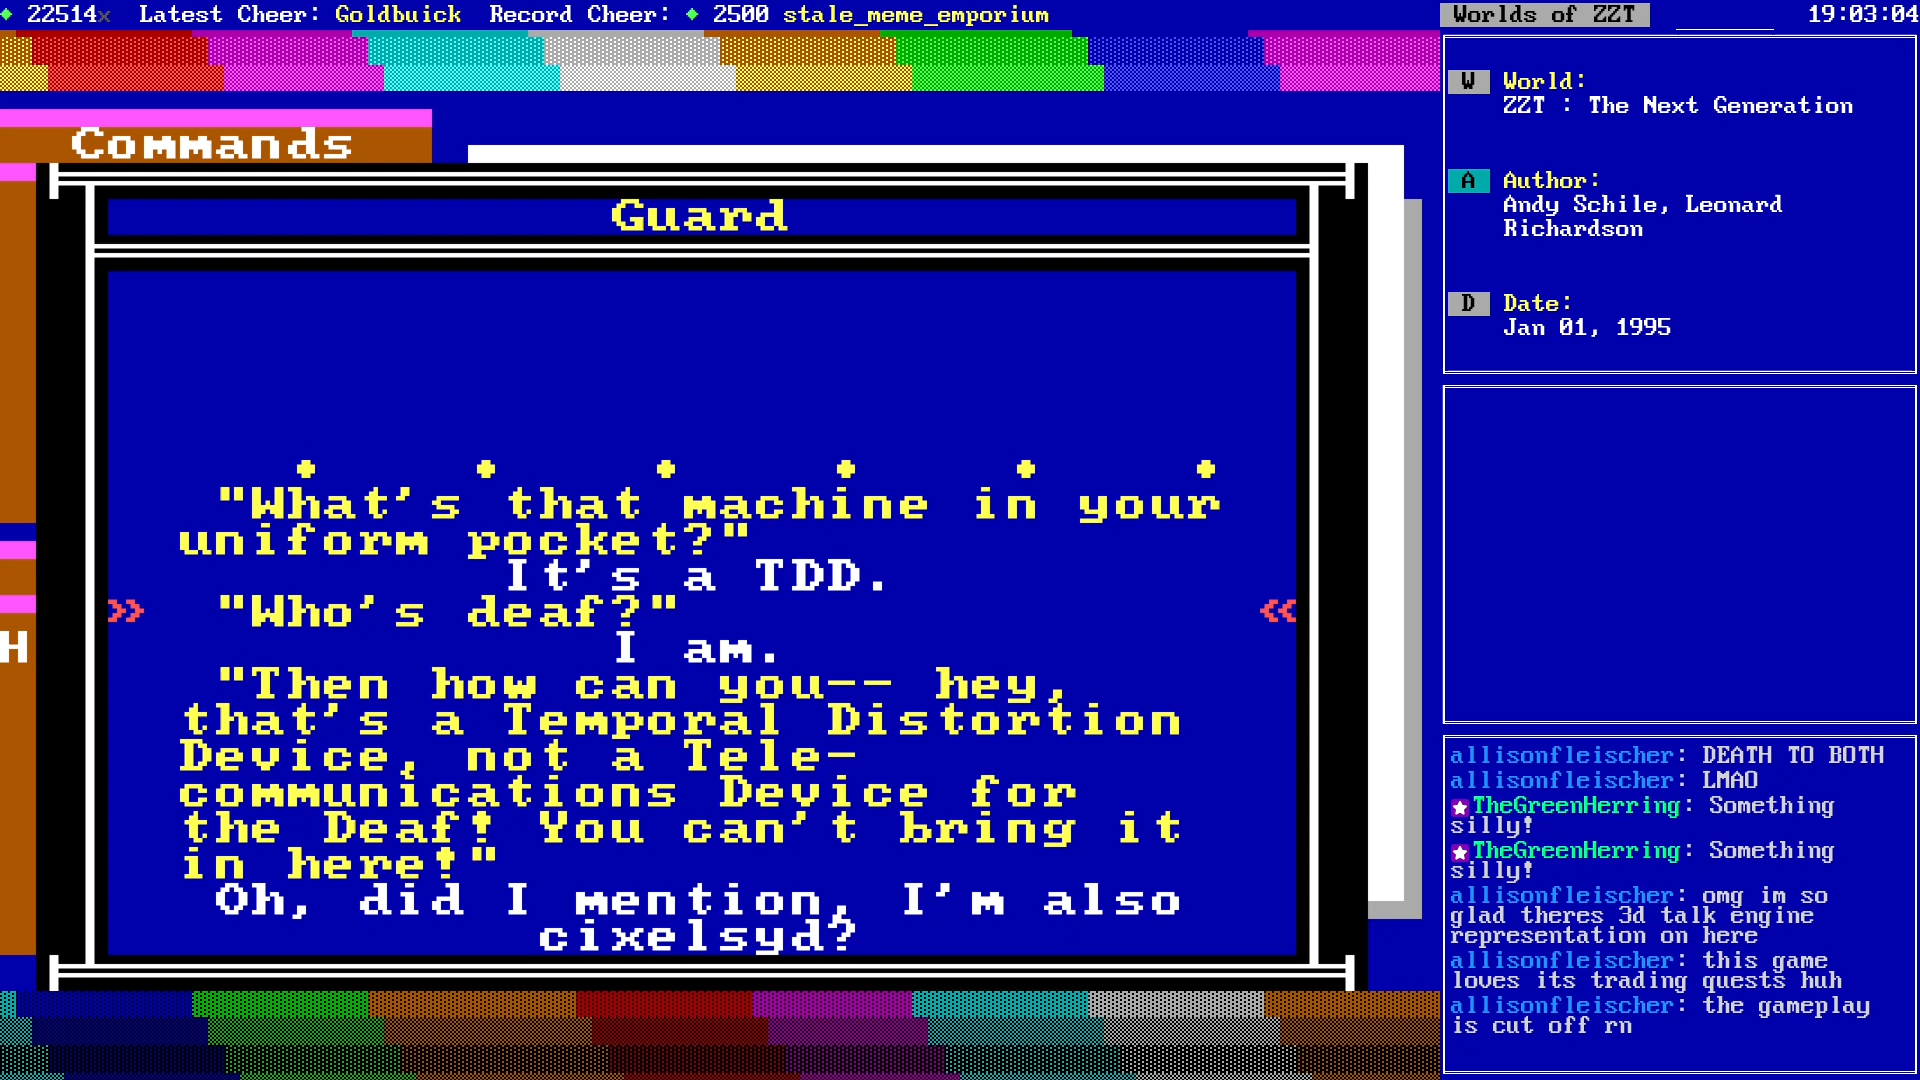 22514x Latest Cheer: Goldbuick Record Cheer: ♦ 2500 stale_meme_emporium
Worlds of ZZT
19:03:04
Commands
H
Guard
"What's that machine in your
uniform pocket?"
It's a TDD.
"Who's deaf?"
I am.
"Then how can you-- hey,
that's a Temporal Distortion
Device, not a Tele-
communications Device for
the Deaf! You can't bring it
in here!"
Oh, did I mention, I'm also
cixelsyd?
W World:
ZZT : The Next Generation
A Author:
Andy Schile, Leonard
Richardson
D Date:
Jan 01, 1995
allisonfleischer: DEATH TO BOTH
allisonfleischer: LMAO
TheGreenHerring: Something
silly!
TheGreenHerring: Something
silly!
allisonfleischer: omg im so
glad theres 3d talk engine
representation on here
allisonfleischer: this game
loves its trading quests huh
allisonfleischer: the gameplay
is cut off rn